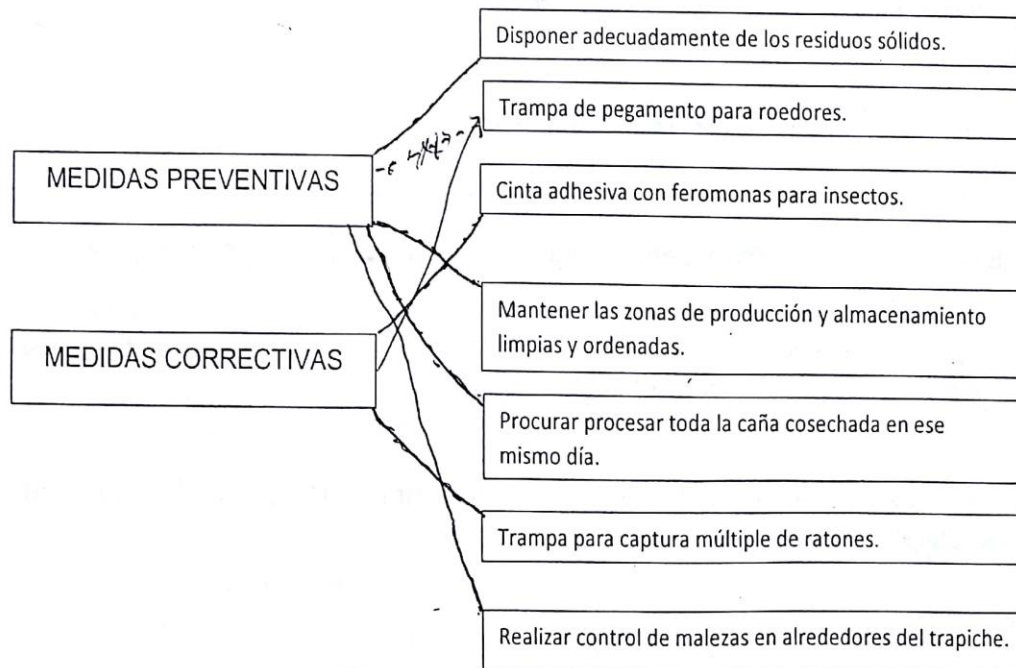 Disponer adecuadamente de los residuos sólidos.
Trampa de pegamento para roedores.
MEDIDAS PREVENTIVAS
Cinta adhesiva con feromonas para insectos.
Mantener las zonas de producción y almacenamiento
limpias y ordenadas.
MEDIDAS CORRECTIVAS
Procurar procesar toda la caña cosechada en ese
mismo día.
Trampa para captura múltiple de ratones.
Realizar control de malezas en alrededores del trapiche.